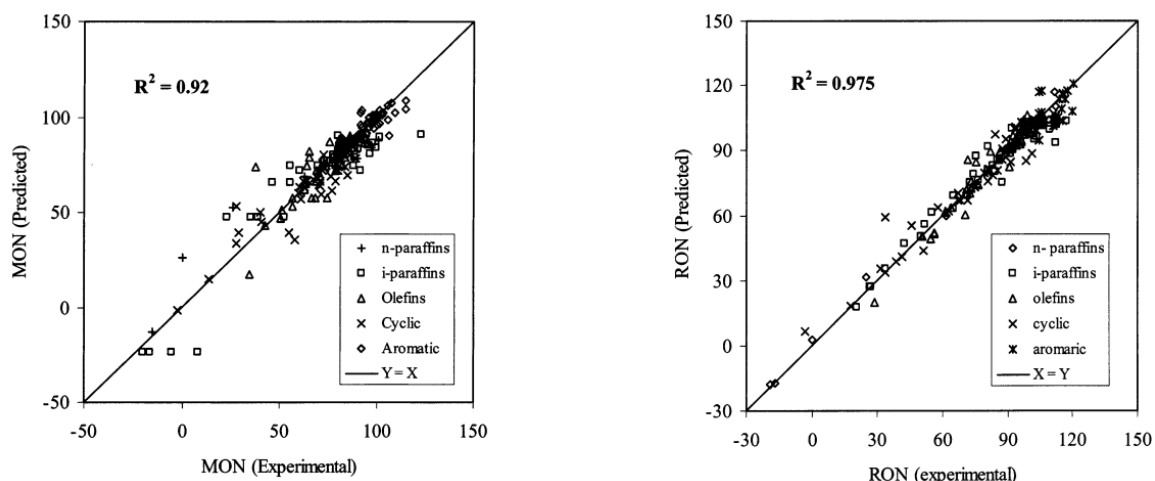 150
100
50
0
-50
-50
0
50
100
150
MON (Predicted)
MON (Experimental)
R² = 0.92
n-paraffins
i-paraffins
Olefins
Cyclic
Aromatic
Y = X
150
120
90
60
30
0
-30
-30
0
30
60
90
120
150
RON (Predicted)
RON (experimental)
R² = 0.975
n- paraffins
i-paraffins
olefins
cyclic
aromaric
X = Y